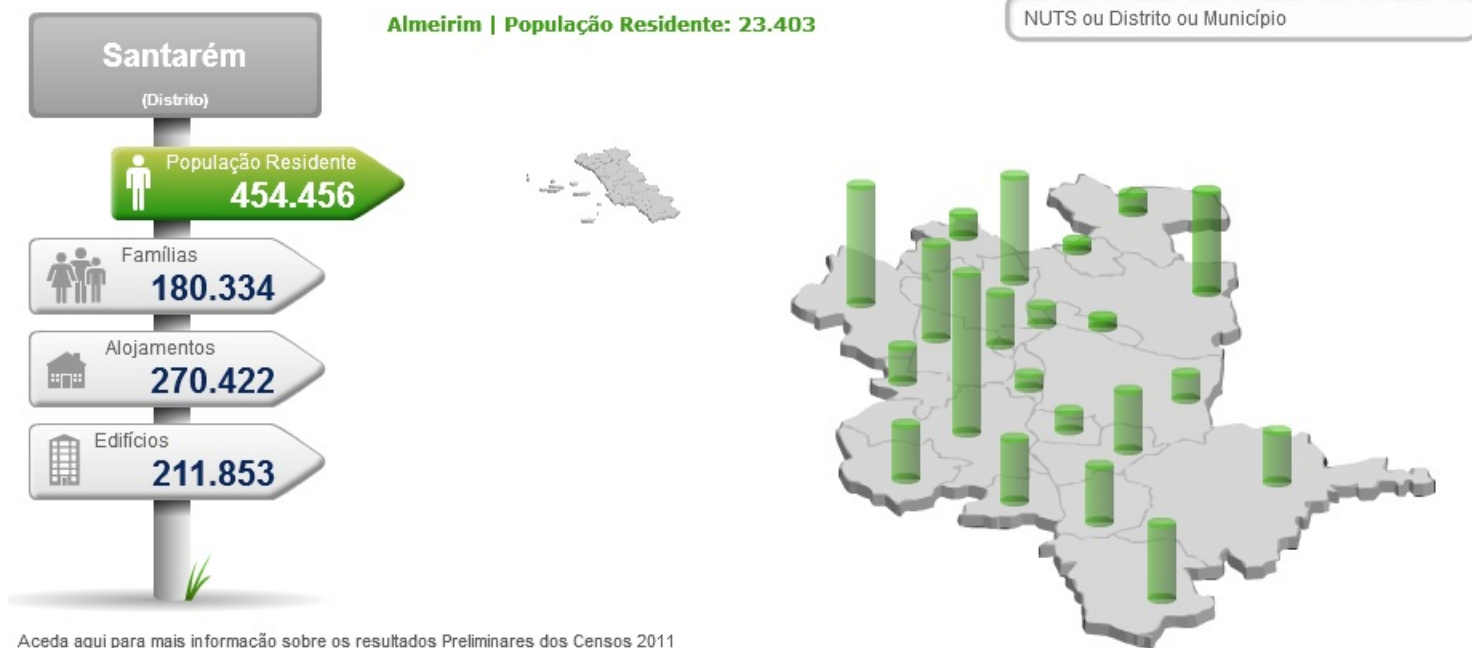 Almeirim | População Residente: 23.403
NUTS ou Distrito ou Município
Santarém
(Distrito)
População Residente
454.456
Famílias
180.334
Alojamentos
270.422
Edifícios
211.853
Aceda aqui para mais informação sobre os resultados Preliminares dos Censos 2011